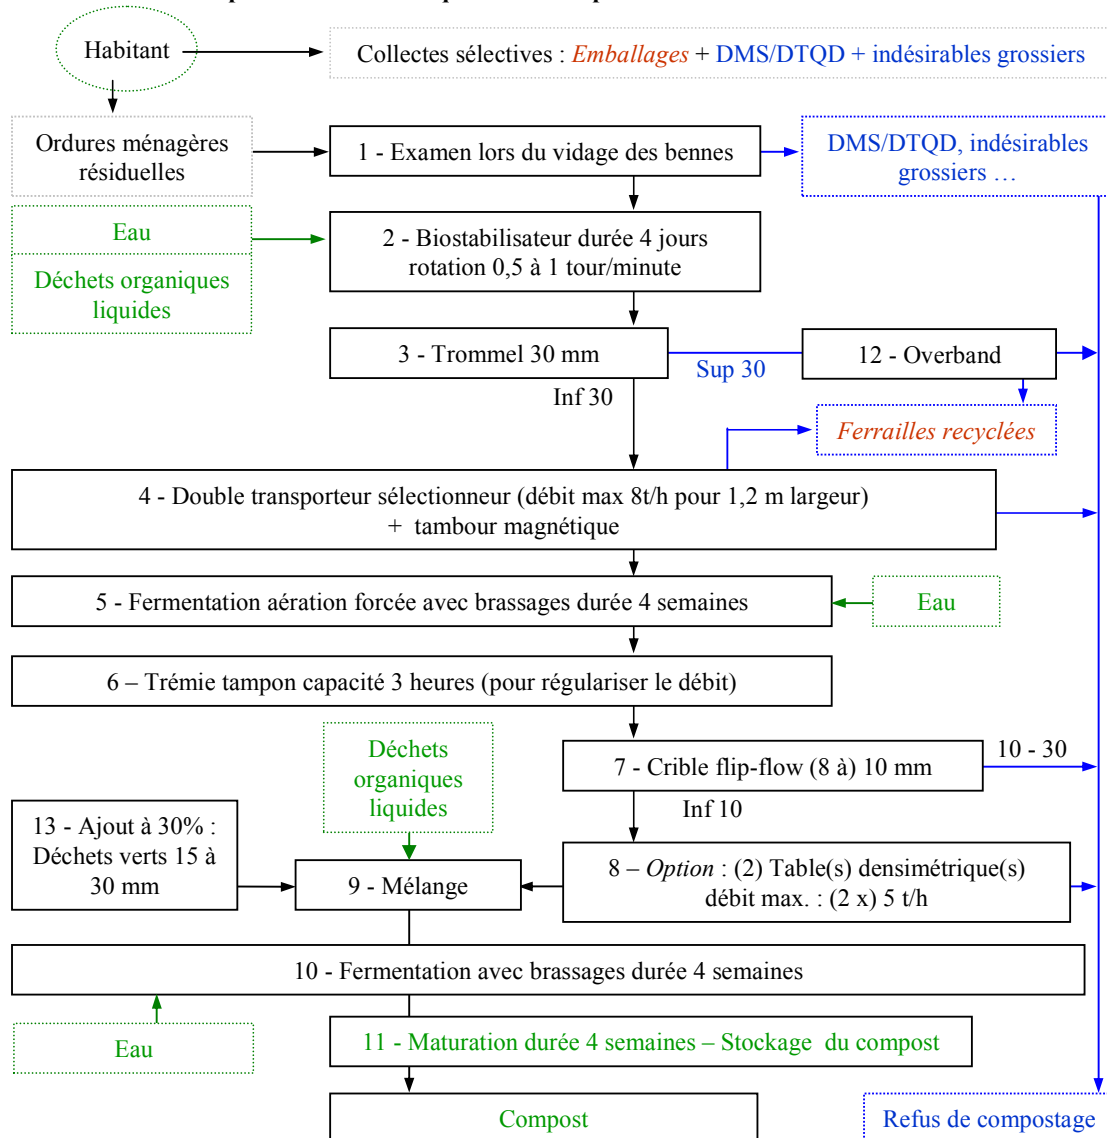 Habitant
Collectes sélectives : Emballages + DMS/DTQD + indésirables grossiers
Ordures ménagères
résiduelles
1 - Examen lors du vidage des bennes
DMS/DTQD, indésirables
grossiers …
Eau
Déchets organiques
liquides
2 - Biostabilisateur durée 4 jours
rotation 0,5 à 1 tour/minute
3 - Trommel 30 mm
Sup 30
12 - Overband
Inf 30
Ferrailles recyclées
4 - Double transporteur sélectionneur (débit max 8t/h pour 1,2 m largeur)
+ tambour magnétique
5 - Fermentation aération forcée avec brassages durée 4 semaines
Eau
6 – Trémie tampon capacité 3 heures (pour régulariser le débit)
Déchets
organiques
liquides
7 - Crible flip-flow (8 à) 10 mm
10 - 30
Inf 10
13 - Ajout à 30% :
Déchets verts 15 à
30 mm
9 - Mélange
8 – Option : (2) Table(s) densimétrique(s)
débit max. : (2 x) 5 t/h
10 - Fermentation avec brassages durée 4 semaines
Eau
11 - Maturation durée 4 semaines – Stockage du compost
Compost
Refus de compostage